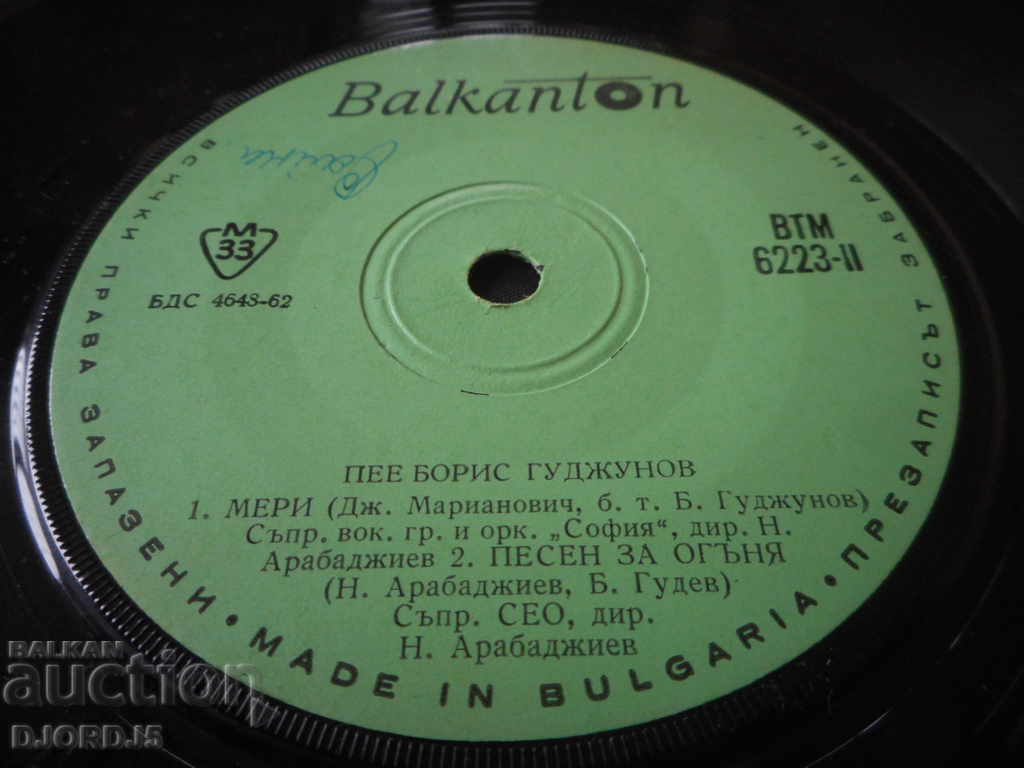 Balkanton
М
33
БДС 4643-62
ВТМ
6223-II
ПЕЕ БОРИС ГУДЖУНОВ
1. МЕРИ (Дж. Марианович, б. т. Б. Гуджунов)
Съпр. вок. гр. и орк. „София“, дир. Н.
Арабаджиев 2. ПЕСЕН ЗА ОГЪНЯ
(Н. Арабаджиев, Б. Гудев)
Съпр. СЕО, дир.
Н. Арабаджиев
ВСИЧКИ ПРАВА ЗАПАЗЕНИ • MADE IN BULGARIA • ПРЕЗАПИСЪТ ЗАБРАНЕН
BALKAN
auction
DJORDJ5